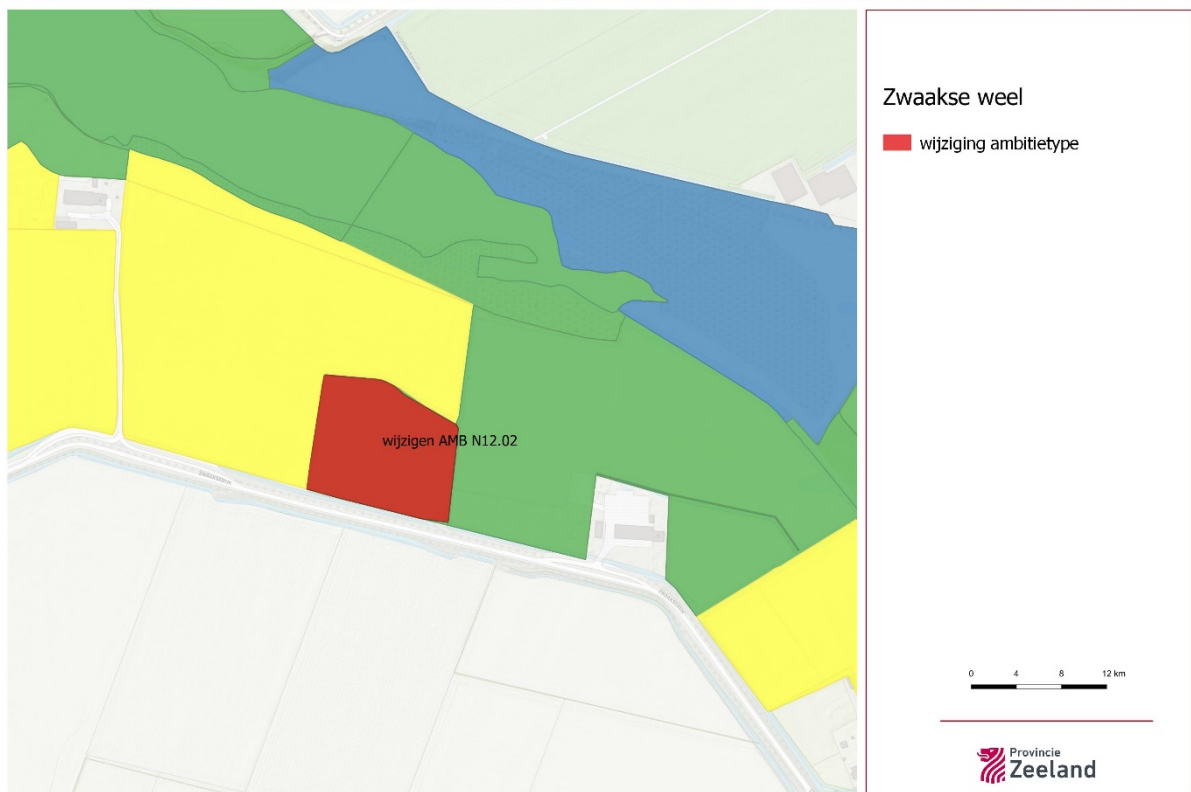 wijzigen AMB N12.02
Zwaakse weel
wijziging ambitietype
0 4 8 12 km
Provincie
Zeeland